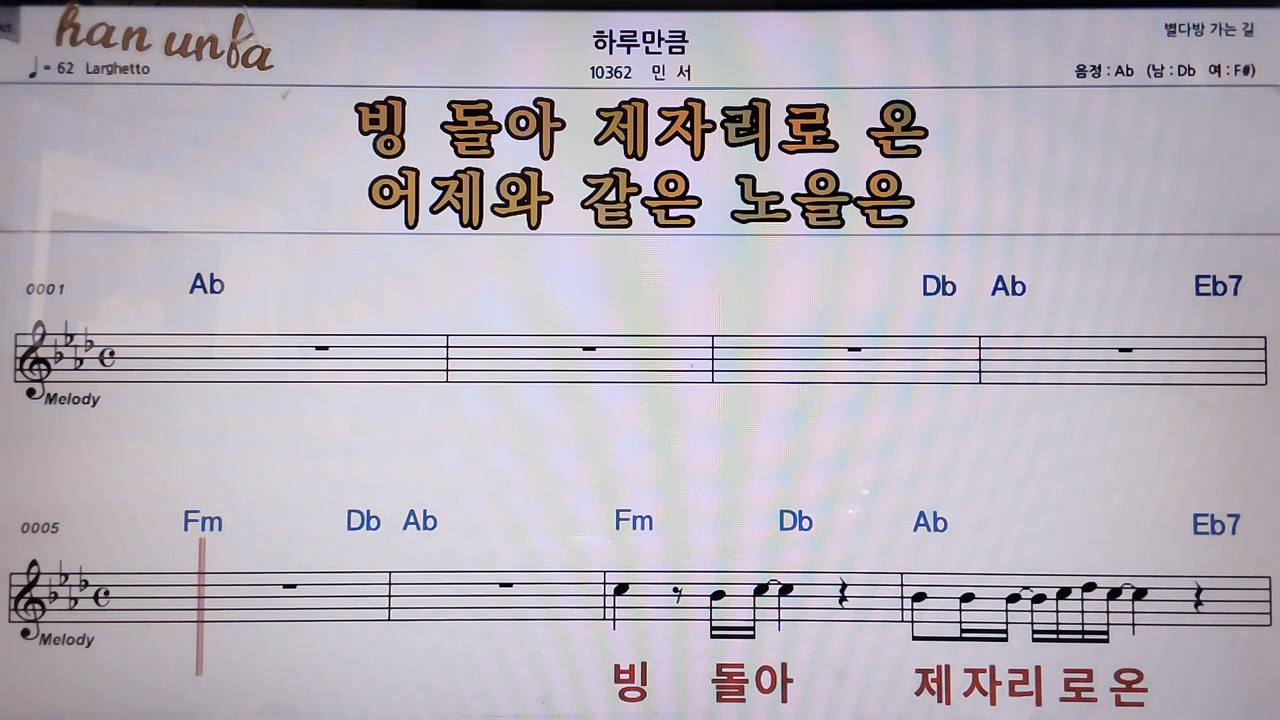 han unfa
하루만큼
별다방 가는 길
♩= 62 Larghetto
10362 민 서
음정 : Ab (남 : Db 여 : F#)
빙 돌아 제자리로 온
어제와 같은 노을은
0001 Ab Db Ab Eb7
Melody
0005 Fm Db Ab Fm Db Ab Eb7
Melody
빙 돌아 제자리로온